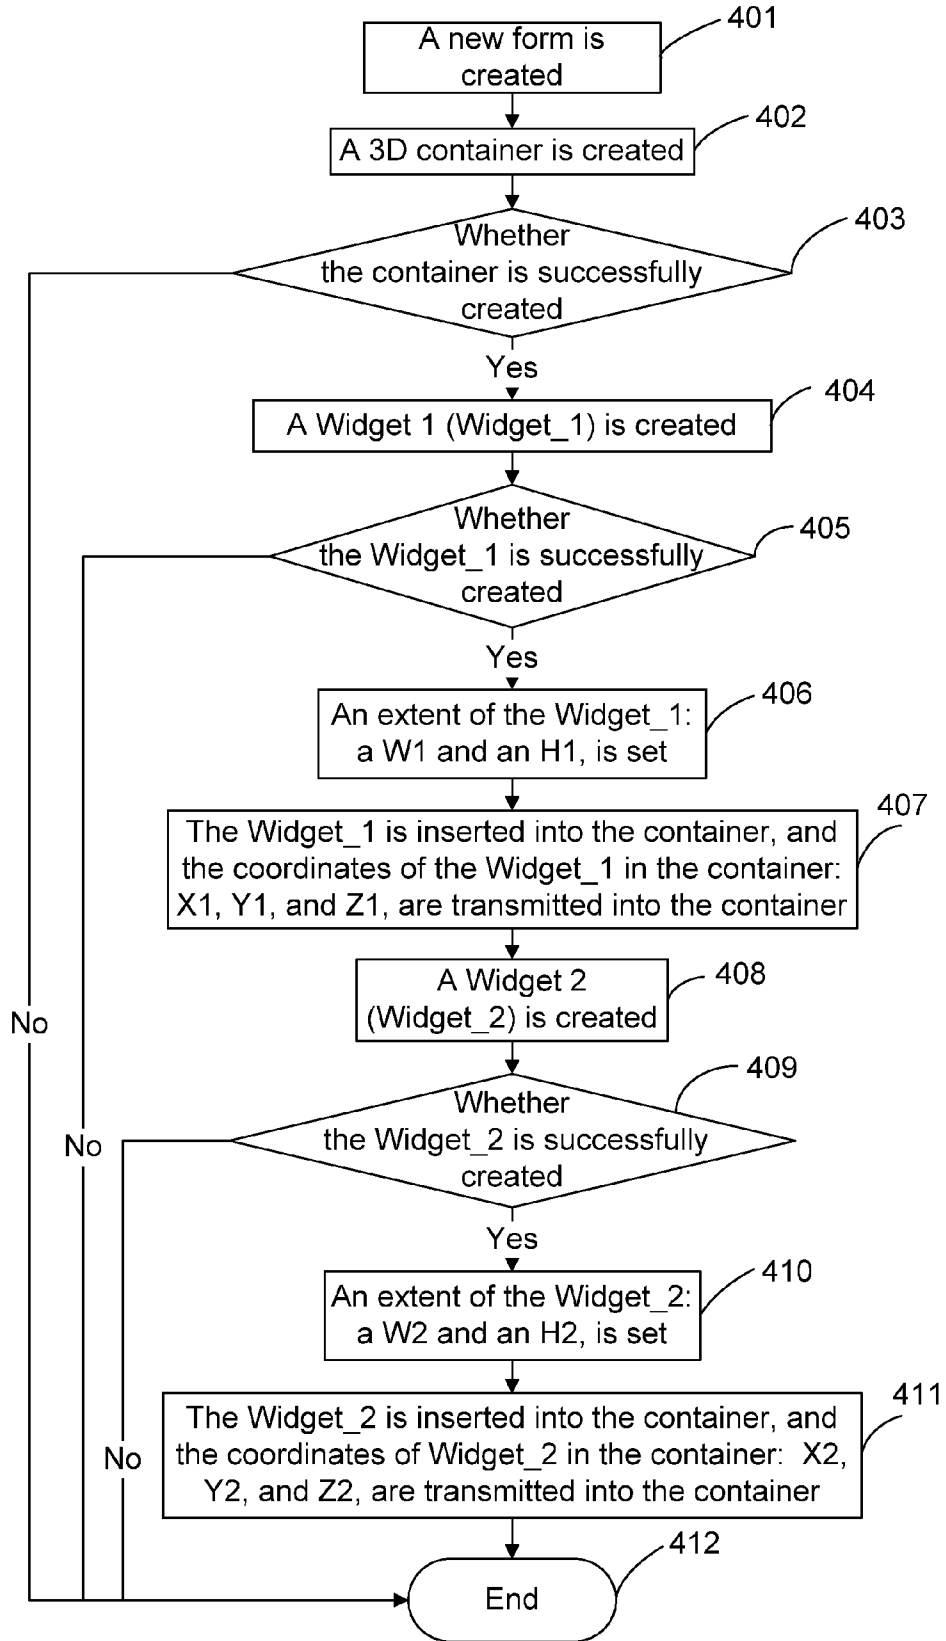 401
A new form is
created
402
A 3D container is created
403
Whether
the container is successfully
created
Yes
404
A Widget 1 (Widget_1) is created
405
Whether
the Widget_1 is successfully
created
Yes
406
An extent of the Widget_1:
a W1 and an H1, is set
407
The Widget_1 is inserted into the container, and
the coordinates of the Widget_1 in the container:
X1, Y1, and Z1, are transmitted into the container
408
A Widget 2
(Widget_2) is created
No
409
Whether
the Widget_2 is successfully
created
No
Yes
410
An extent of the Widget_2:
a W2 and an H2, is set
411
The Widget_2 is inserted into the container, and
the coordinates of Widget_2 in the container: X2,
Y2, and Z2, are transmitted into the container
No
412
End